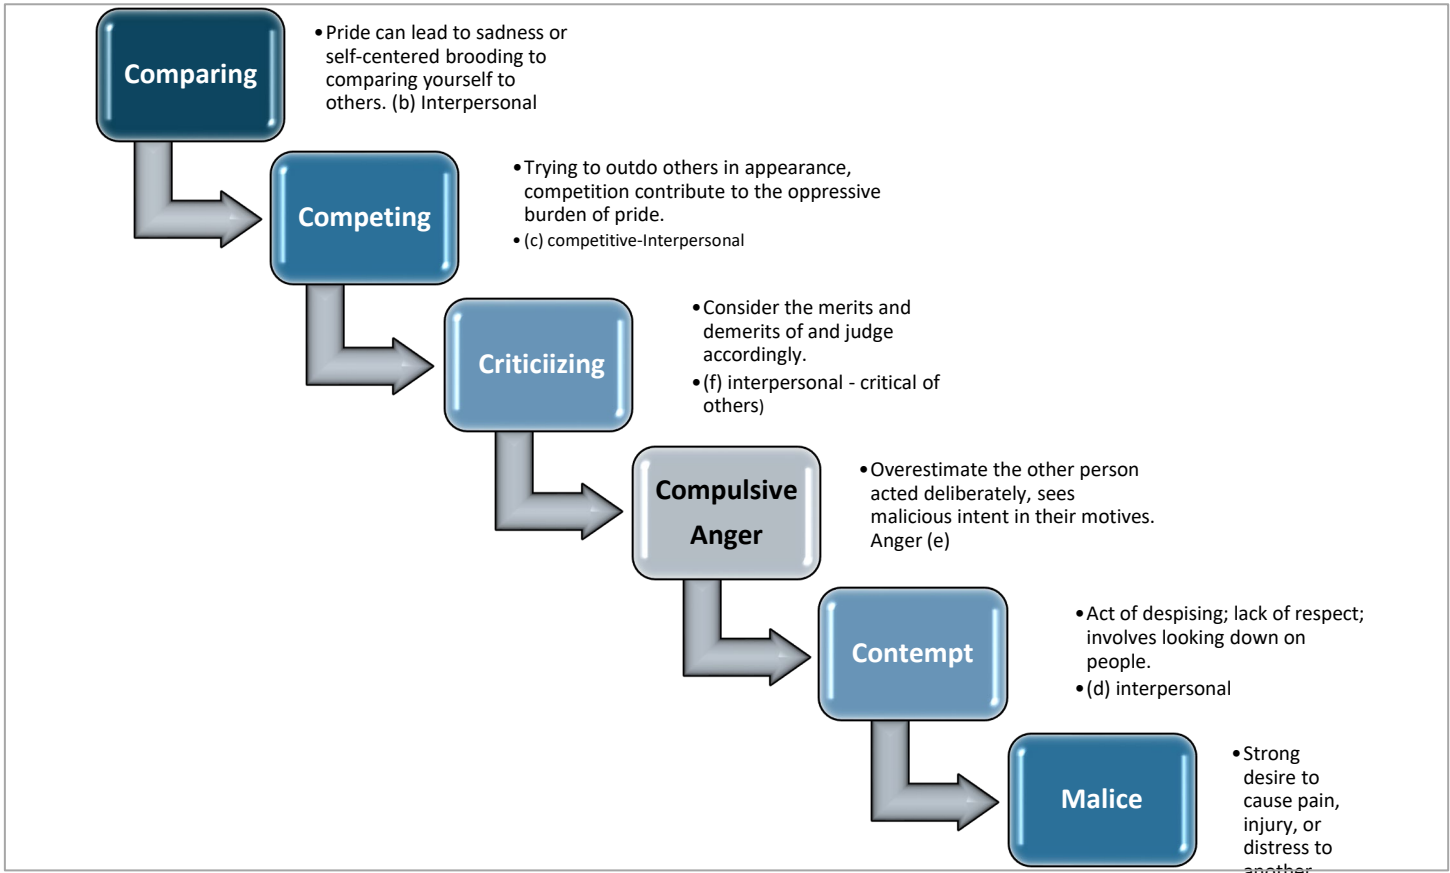 Comparing
•Pride can lead to sadness or
self-centered brooding to
comparing yourself to
others. (b) Interpersonal
Competing
•Trying to outdo others in appearance,
competition contribute to the oppressive
burden of pride.
•(c) competitive-Interpersonal
Criticiizing
•Consider the merits and
demerits of and judge
accordingly.
•(f) interpersonal - critical of
others)
Compulsive
Anger
•Overestimate the other person
acted deliberately, sees
malicious intent in their motives.
Anger (e)
Contempt
•Act of despising; lack of respect;
involves looking down on
people.
•(d) interpersonal
Malice
•Strong
desire to
cause pain,
injury, or
distress to
another